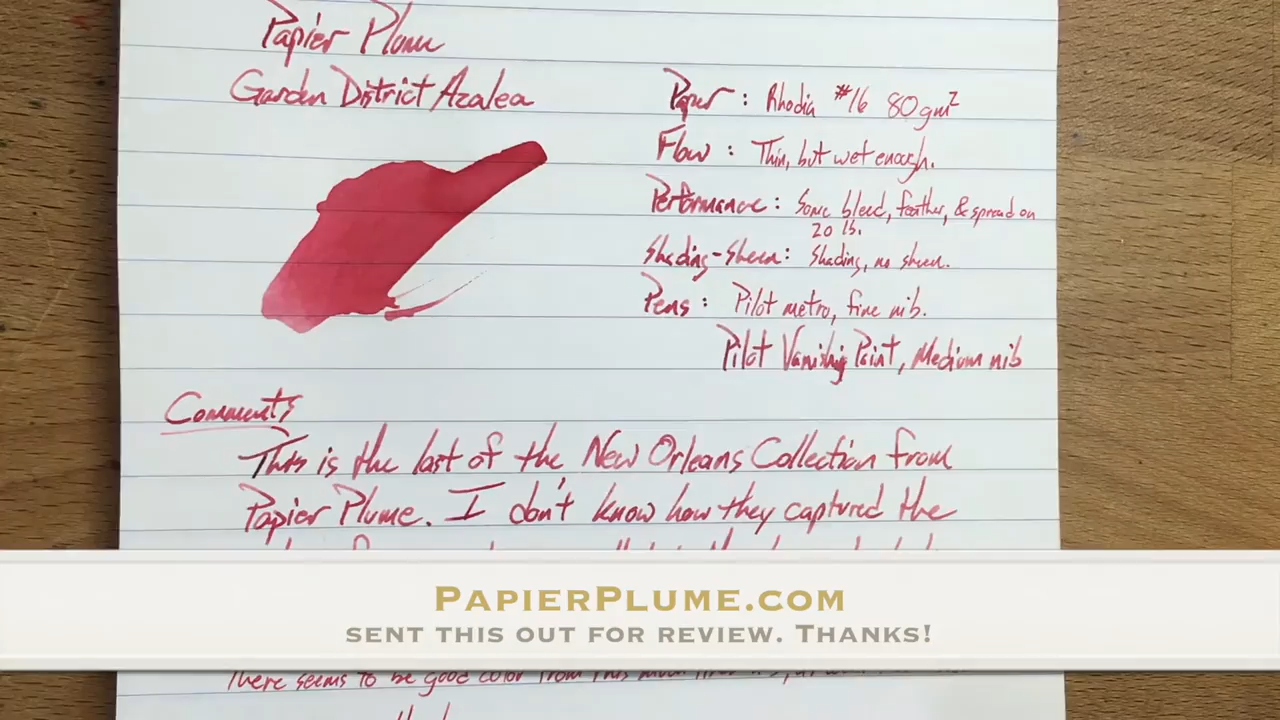 Papier Plume
Garden District Azalea
Paper : Rhodia #16 80 gm²
Flow : Thin, but wet enough.
Performance : Some bleed, feather, & spread on
20 lb.
Shading-Sheen: Shading, no sheen.
Pens : Pilot metro, fine nib.
Pilot Vanishing Point, Medium nib
Comments
This is the last of the New Orleans Collection from
Papier Plume. I don't know how they captured the
PAPIERPLUME.COM
SENT THIS OUT FOR REVIEW. THANKS!
There seems to be good color from this